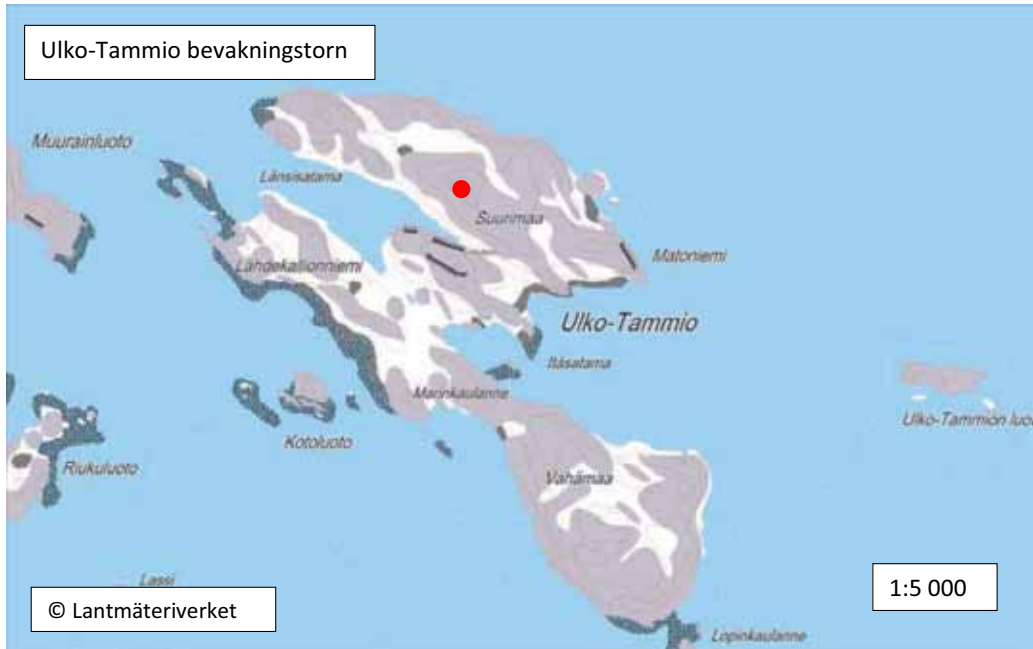 Ulko-Tammio bevakningstorn
Muurainluoto
Länsisatama
Suurimaa
Matoniemi
Lähdekallionniemi
Ulko-Tammio
Itäsatama
Mannkaulanne
Ulko-Tammion luo
Kotoluoto
Riukuluoto
Vahämaa
Lassi
© Lantmäteriverket
1:5 000
Lopinkaulanne